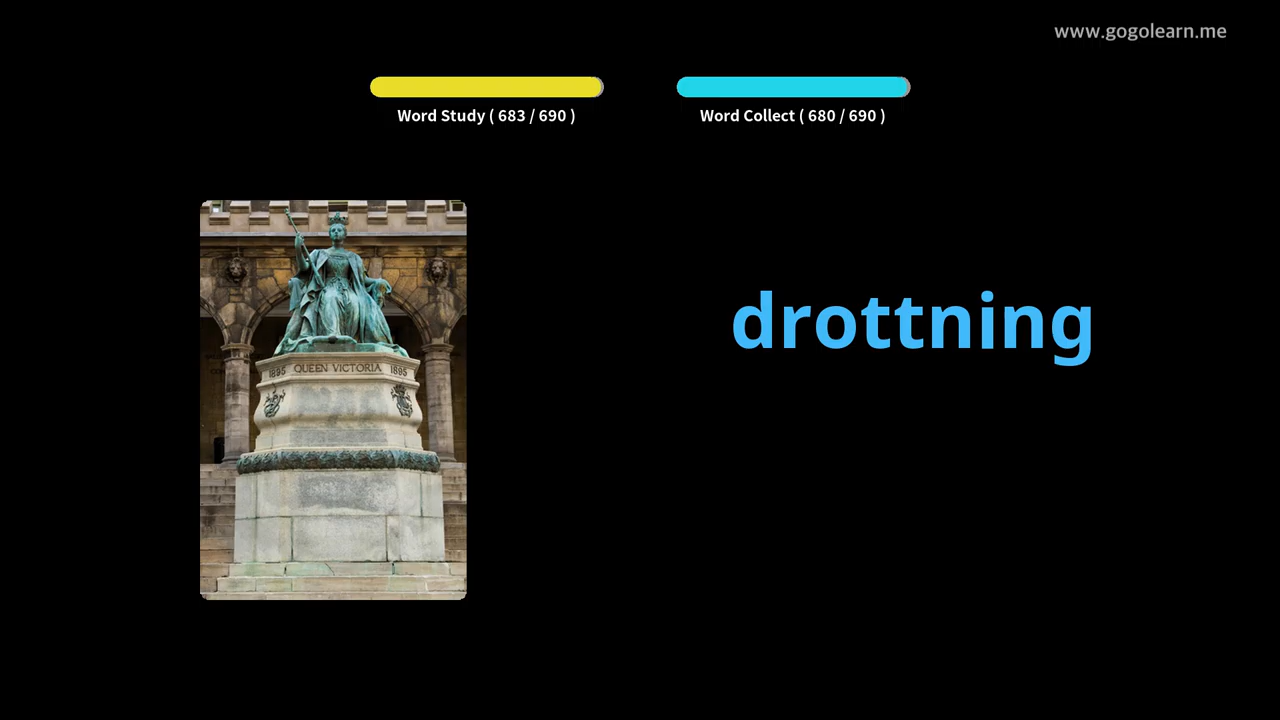 www.gogolearn.me
Word Study ( 683 / 690 )
Word Collect ( 680 / 690 )
drottning
1895 QUEEN VICTORIA 1895